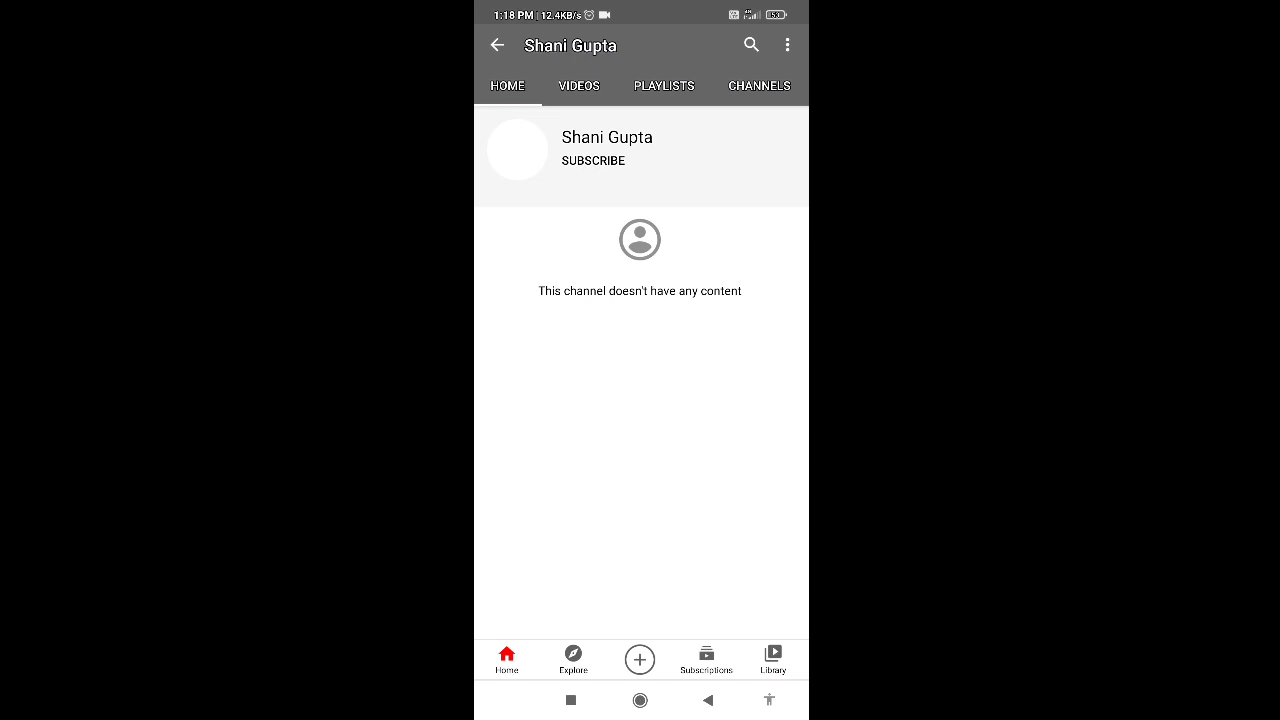 1:18 PM | 12.4KB/s
Shani Gupta
HOME VIDEOS PLAYLISTS CHANNELS
Shani Gupta
SUBSCRIBE
This channel doesn't have any content
Home Explore Subscriptions Library